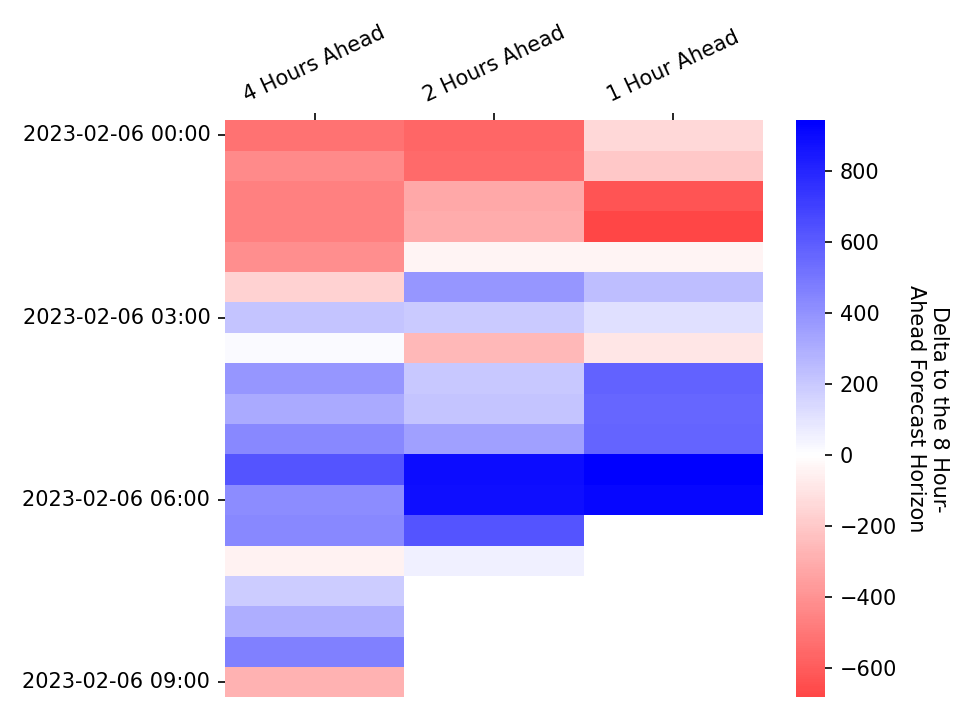 4 Hours Ahead
2 Hours Ahead
1 Hour Ahead
2023-02-06 00:00
2023-02-06 03:00
2023-02-06 06:00
2023-02-06 09:00
800
600
400
200
0
−200
−400
−600
Delta to the 8 Hour-
Ahead Forecast Horizon